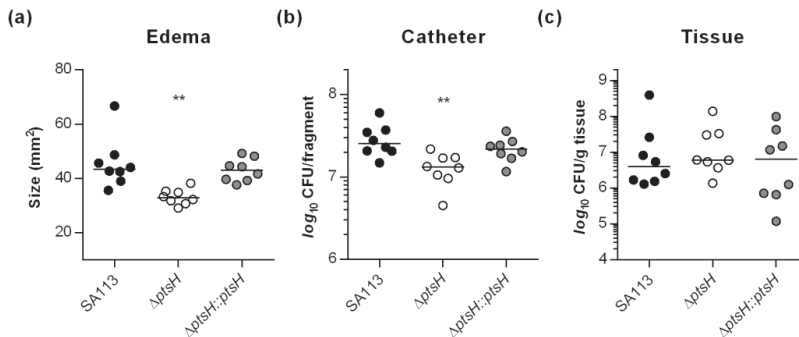 (a)
Edema
Size (mm²)
80
60
40
20
**
SA113
ΔptsH
ΔptsH::ptsH
(b)
Catheter
log₁₀ CFU/fragment
8
7
6
**
SA113
ΔptsH
ΔptsH::ptsH
(c)
Tissue
log₁₀ CFU/g tissue
9
8
7
6
5
4
SA113
ΔptsH
ΔptsH::ptsH